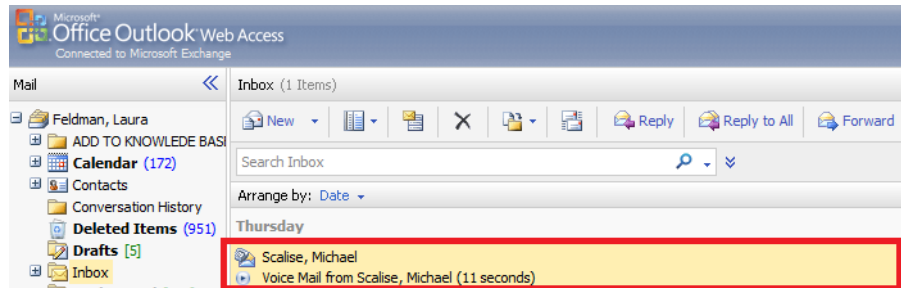 Microsoft®
Office Outlook Web Access
Connected to Microsoft Exchange
Mail
Inbox (1 Items)
Feldman, Laura
ADD TO KNOWLEDE BASI
Calendar (172)
Contacts
Conversation History
Deleted Items (951)
Drafts [5]
Inbox
New
Reply
Reply to All
Forward
Search Inbox
Arrange by: Date
Thursday
Scalise, Michael
Voice Mail from Scalise, Michael (11 seconds)